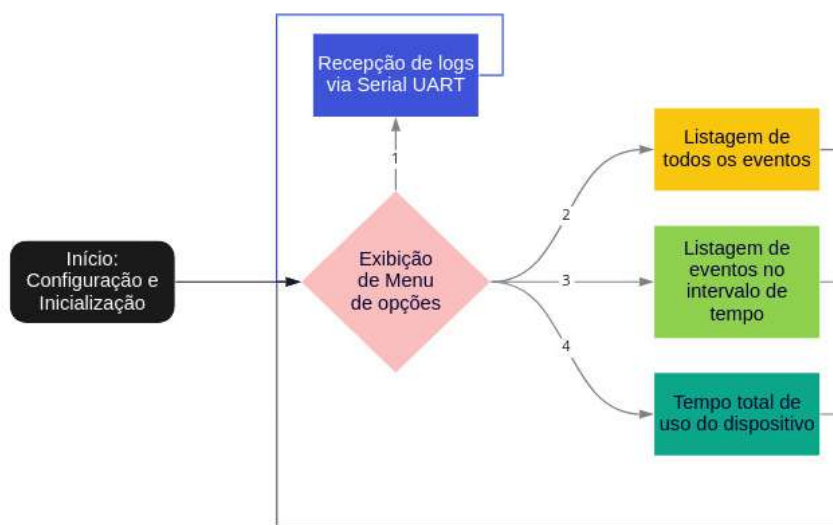 Recepção de logs
via Serial UART
1
Listagem de
todos os eventos
2
Início:
Configuração e
Inicialização
Exibição
de Menu
de opções
3
Listagem de
eventos no
intervalo de
tempo
4
Tempo total de
uso do dispositivo